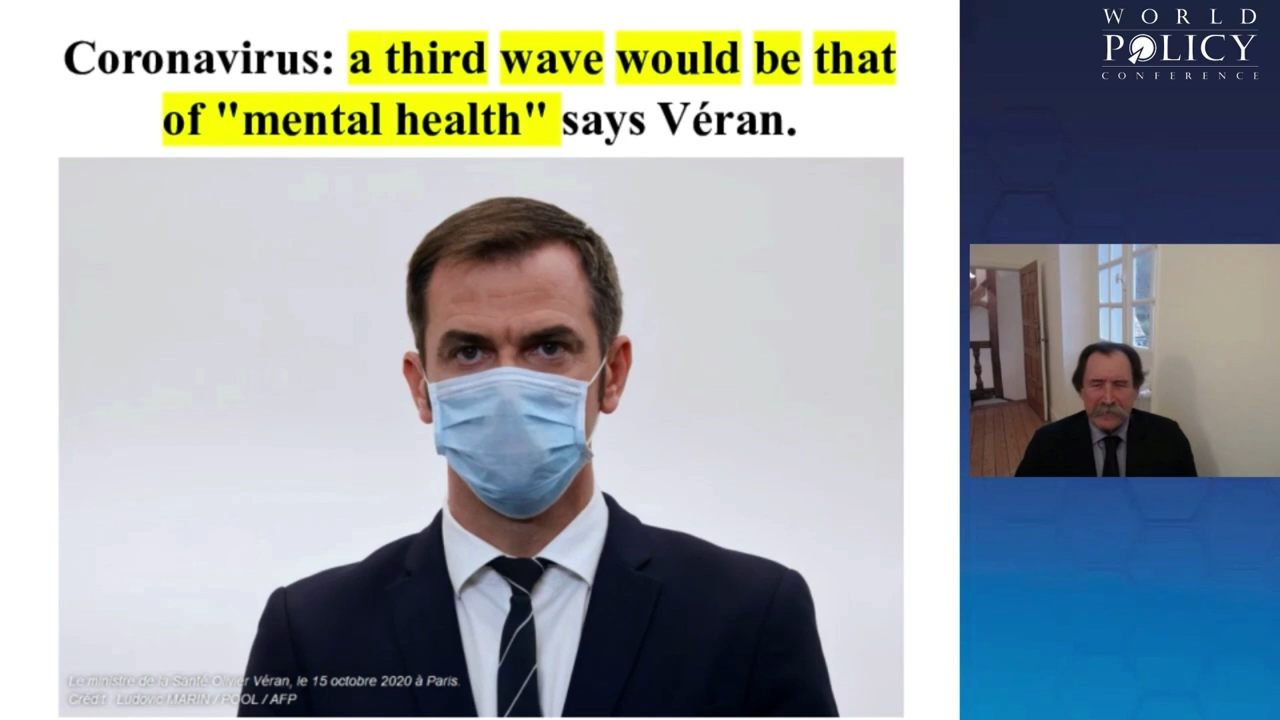 Coronavirus: a third wave would be that
of "mental health" says Véran.
Le ministre de la Santé Olivier Véran, le 15 octobre 2020 à Paris.
Crédit : Ludovic MARIN / POOL / AFP
WORLD
POLICY
CONFERENCE